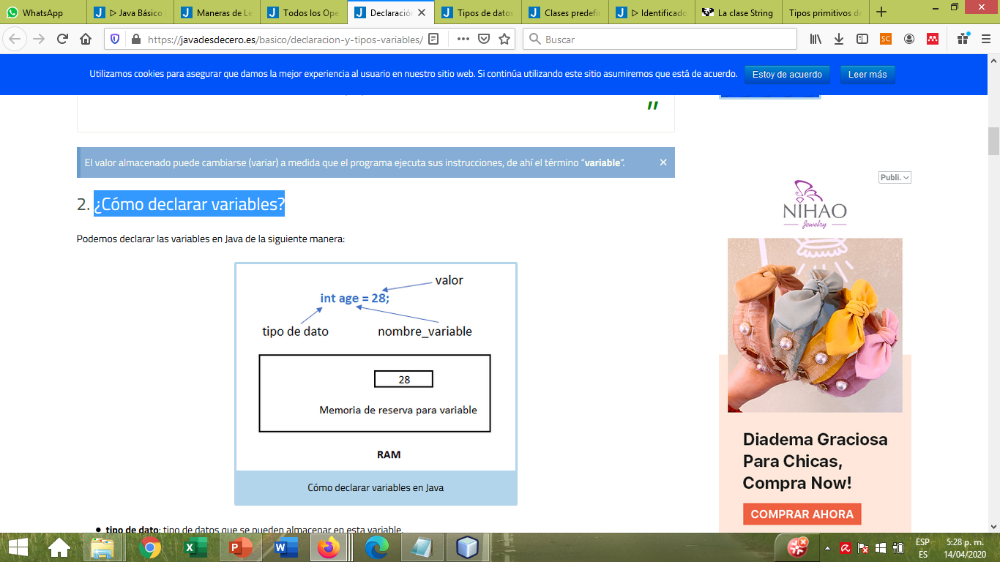 WhatsApp
▷ Java Básico
Maneras de Le
Todos los Ope
Declaración
Tipos de datos
Clases predefi
▷ Identificado
La clase String
Tipos primitivos de
https://javadesdecero.es/basico/declaracion-y-tipos-variables/
Buscar
SC
Utilizamos cookies para asegurar que damos la mejor experiencia al usuario en nuestro sitio web. Si continúa utilizando este sitio asumiremos que está de acuerdo.
Estoy de acuerdo
Leer más
"
El valor almacenado puede cambiarse (variar) a medida que el programa ejecuta sus instrucciones, de ahí el término “variable“.
2. ¿Cómo declarar variables?
Podemos declarar las variables en Java de la siguiente manera:
valor
int age = 28;
tipo de dato
nombre_variable
28
Memoria de reserva para variable
RAM
Cómo declarar variables en Java
tipo de dato: tipo de datos que se pueden almacenar en esta variable.
Publi.
NIHAO
Jewelry
Diadema Graciosa
Para Chicas,
Compra Now!
COMPRAR AHORA
ESP
ES
5:28 p. m.
14/04/2020